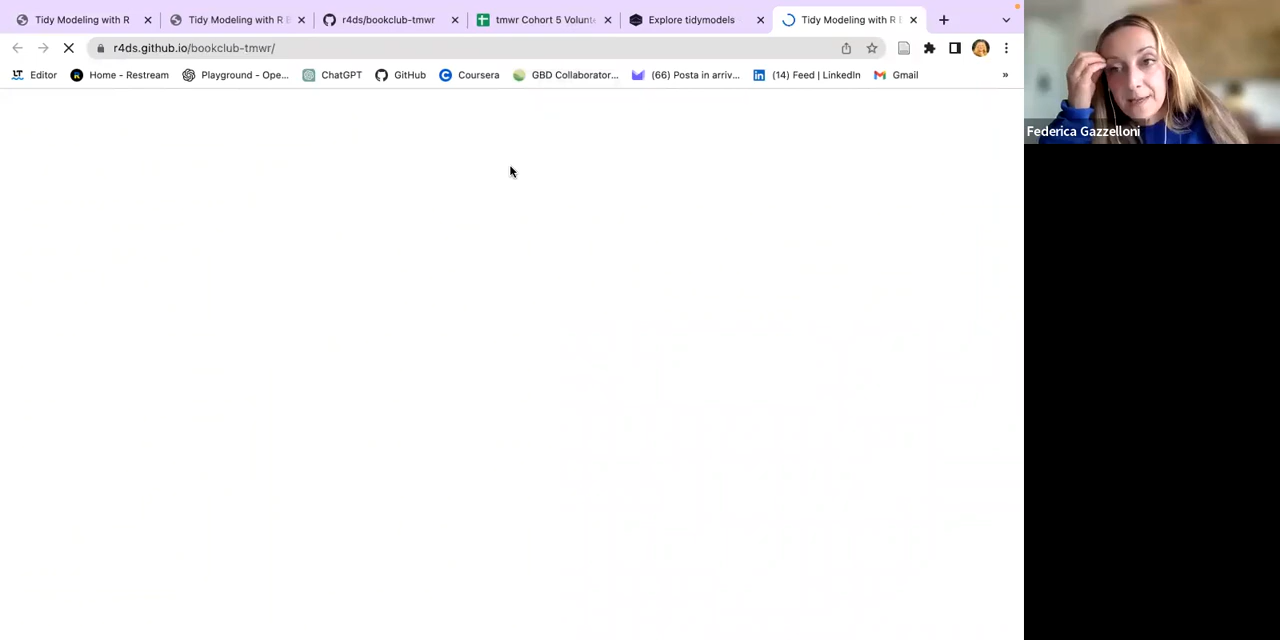 Tidy Modeling with R
Tidy Modeling with R B
r4ds/bookclub-tmwr
tmwr Cohort 5 Volunte
Explore tidymodels
Tidy Modeling with R B
r4ds.github.io/bookclub-tmwr/
Editor
Home - Restream
Playground - Ope...
ChatGPT
GitHub
Coursera
GBD Collaborator...
(66) Posta in arriv...
(14) Feed | LinkedIn
Gmail
»
Federica Gazzelloni